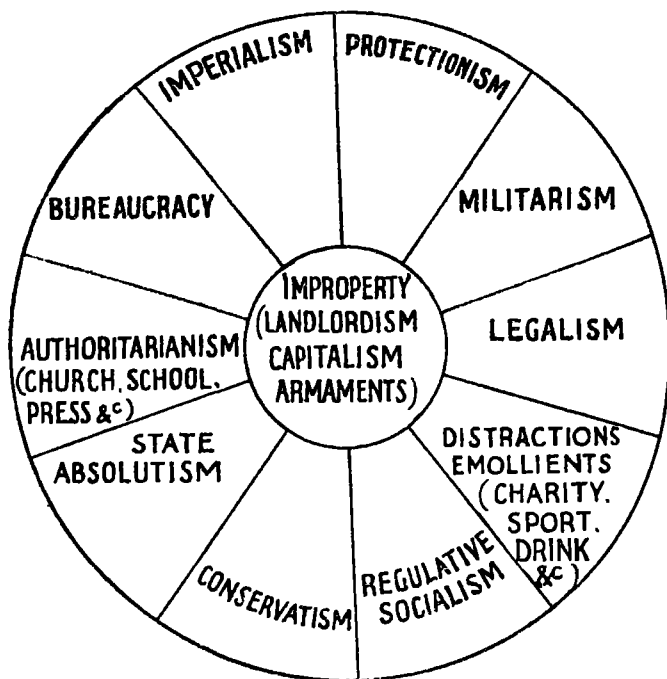 IMPERIALISM
PROTECTIONISM
MILITARISM
LEGALISM
DISTRACTIONS
EMOLLIENTS
(CHARITY.
SPORT.
DRINK
&c)
REGULATIVE
SOCIALISM
CONSERVATISM
STATE
ABSOLUTISM
AUTHORITARIANISM
(CHURCH, SCHOOL,
PRESS &c)
BUREAUCRACY
IMPROPERTY
(LANDLORDISM
CAPITALISM
ARMAMENTS)